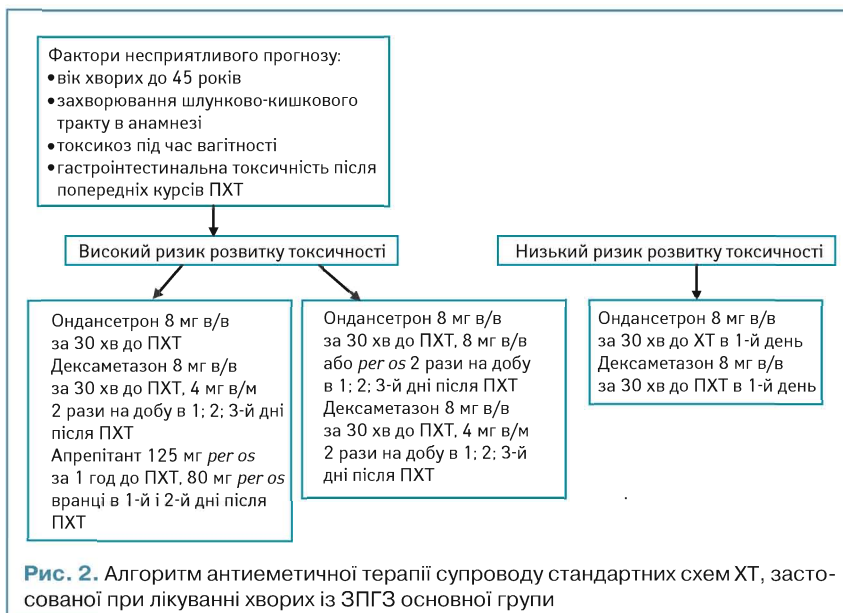 Фактори несприятливого прогнозу:
•вік хворих до 45 років
•захворювання шлунково-кишкового
тракту в анамнезі
•токсикоз під час вагітності
•гастроінтестинальна токсичність після
попередніх курсів ПХТ
Високий ризик розвитку токсичності
Низький ризик розвитку токсичності
Ондансетрон 8 мг в/в
за 30 хв до ПХТ
Дексаметазон 8 мг в/в
за 30 хв до ПХТ, 4 мг в/м
2 рази на добу в 1; 2; 3-й дні
після ПХТ
Апрепітант 125 мг per os
за 1 год до ПХТ, 80 мг per os
вранці в 1-й і 2-й дні після
ПХТ
Ондансетрон 8 мг в/в
за 30 хв до ПХТ, 8 мг в/в
або per os 2 рази на добу
в 1; 2; 3-й дні після ПХТ
Дексаметазон 8 мг в/в
за 30 хв до ПХТ, 4 мг в/м
2 рази на добу в 1; 2; 3-й
дні після ПХТ
Ондансетрон 8 мг в/в
за 30 хв до ХТ в 1-й день
Дексаметазон 8 мг в/в
за 30 хв до ПХТ в 1-й день
Рис. 2. Алгоритм антиеметичної терапії супроводу стандартних схем ХТ, засто-
сованої при лікуванні хворих із ЗПГЗ основної групи